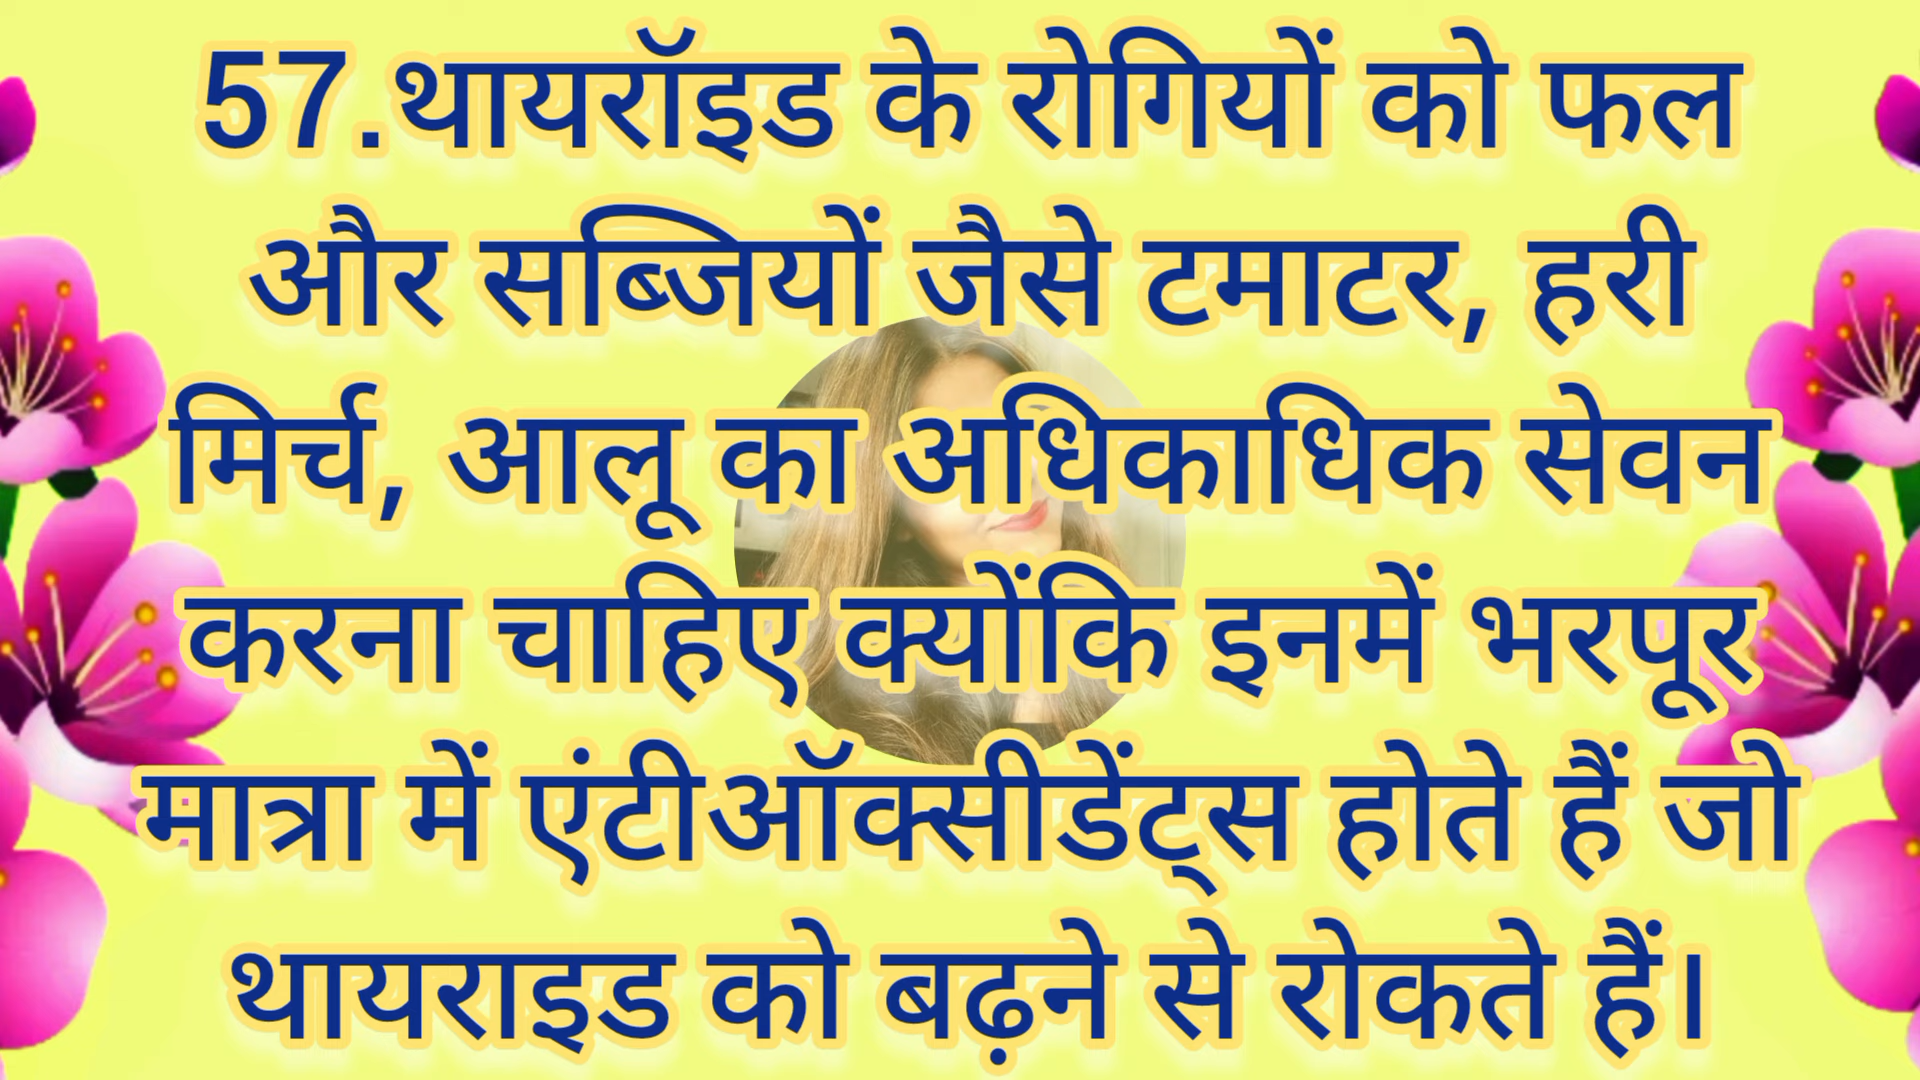 57.थायरॉइड के रोगियों को फल
और सब्जियों जैसे टमाटर, हरी
मिर्च, आलू का अधिकाधिक सेवन
करना चाहिए क्योंकि इनमें भरपूर
मात्रा में एंटीऑक्सीडेंट्स होते हैं जो
थायराइड को बढ़ने से रोकते हैं।